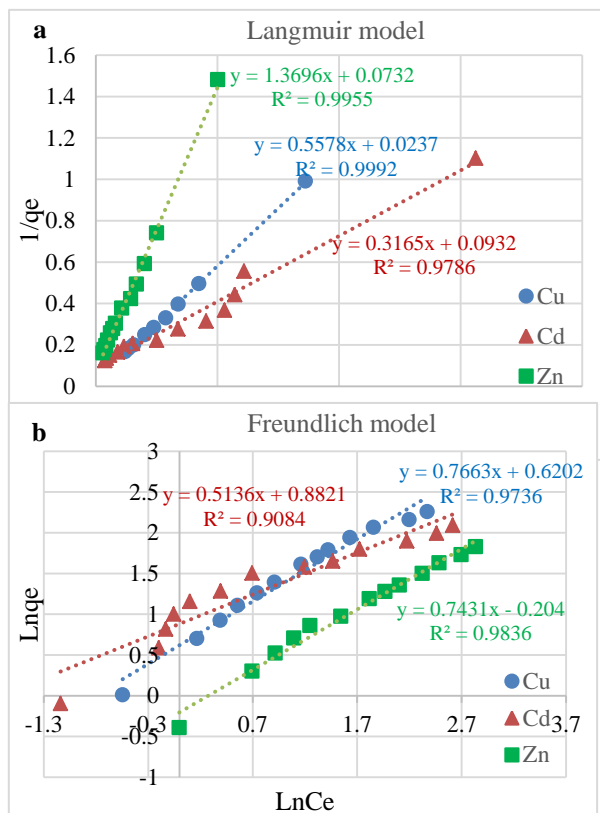 a
Langmuir model
1.6
1.4
1.2
1
0.8
0.6
0.4
0.2
0
1/qe
y = 1.3696x + 0.0732
R² = 0.9955
y = 0.5578x + 0.0237
R² = 0.9992
y = 0.3165x + 0.0932
R² = 0.9786
Cu
Cd
Zn
b
Freundlich model
3
2.5
2
1.5
1
0.5
0
-0.5
-1
Lnqe
y = 0.5136x + 0.8821
R² = 0.9084
y = 0.7663x + 0.6202
R² = 0.9736
y = 0.7431x - 0.204
R² = 0.9836
Cu
Cd
Zn
-1.3
-0.3
0.7
1.7
2.7
3.7
LnCe